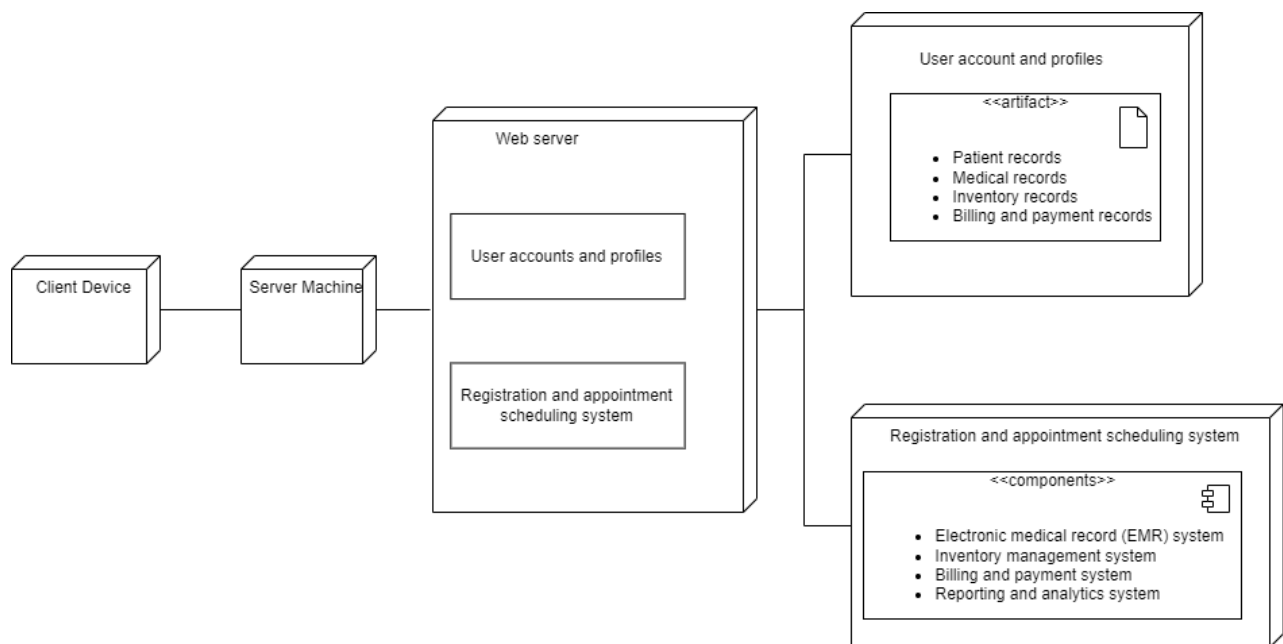 Client Device
Server Machine
Web server
User accounts and profiles
Registration and appointment
scheduling system
User account and profiles
<<artifact>>
• Patient records
• Medical records
• Inventory records
• Billing and payment records
Registration and appointment scheduling system
<<components>>
• Electronic medical record (EMR) system
• Inventory management system
• Billing and payment system
• Reporting and analytics system